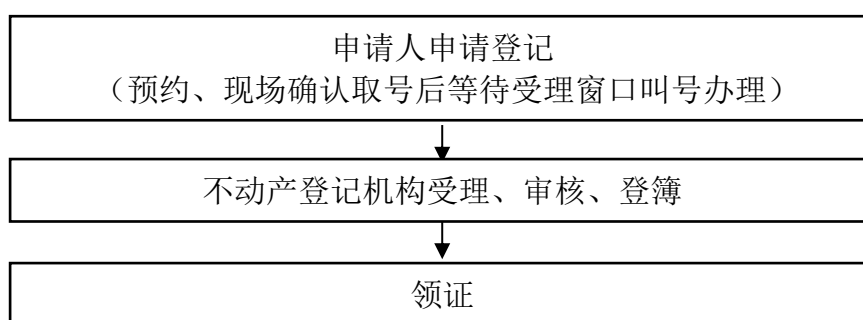 申请人申请登记
（预约、现场确认取号后等待受理窗口叫号办理）
不动产登记机构受理、审核、登簿
领证